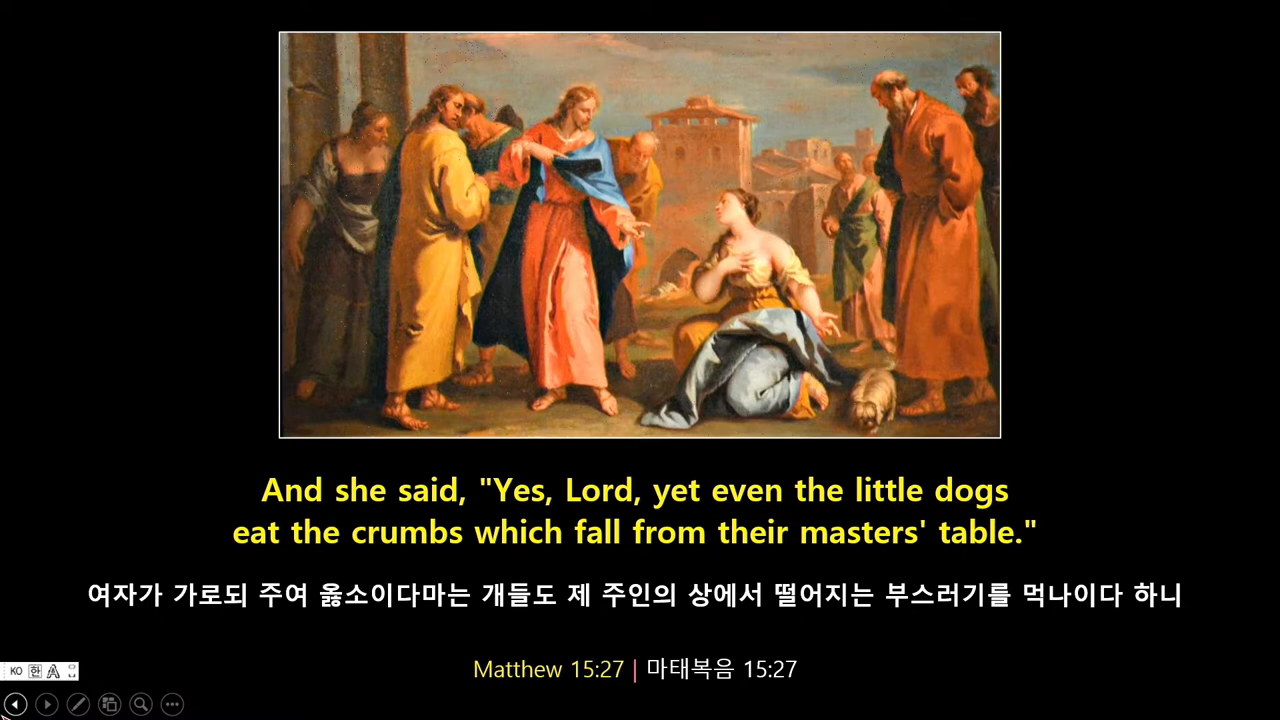 And she said, "Yes, Lord, yet even the little dogs
eat the crumbs which fall from their masters' table."
여자가 가로되 주여 옳소이다마는 개들도 제 주인의 상에서 떨어지는 부스러기를 먹나이다 하니
Matthew 15:27 | 마태복음 15:27
KO 한 A